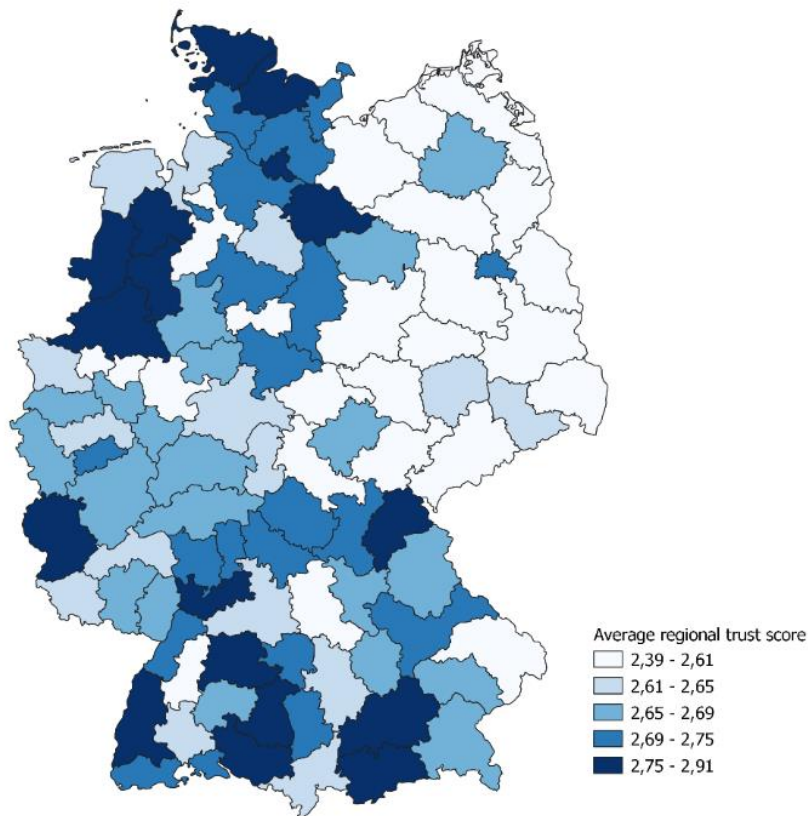 Average regional trust score
2,39 - 2,61
2,61 - 2,65
2,65 - 2,69
2,69 - 2,75
2,75 - 2,91